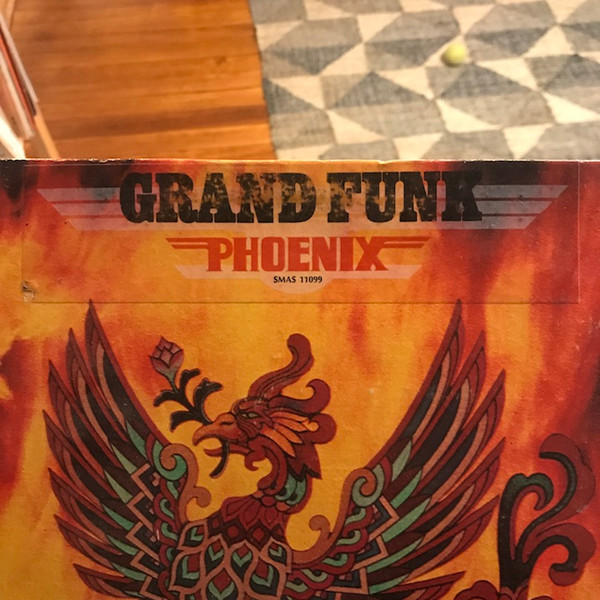 GRAND FUNK
PHOENIX
SMAS 11099